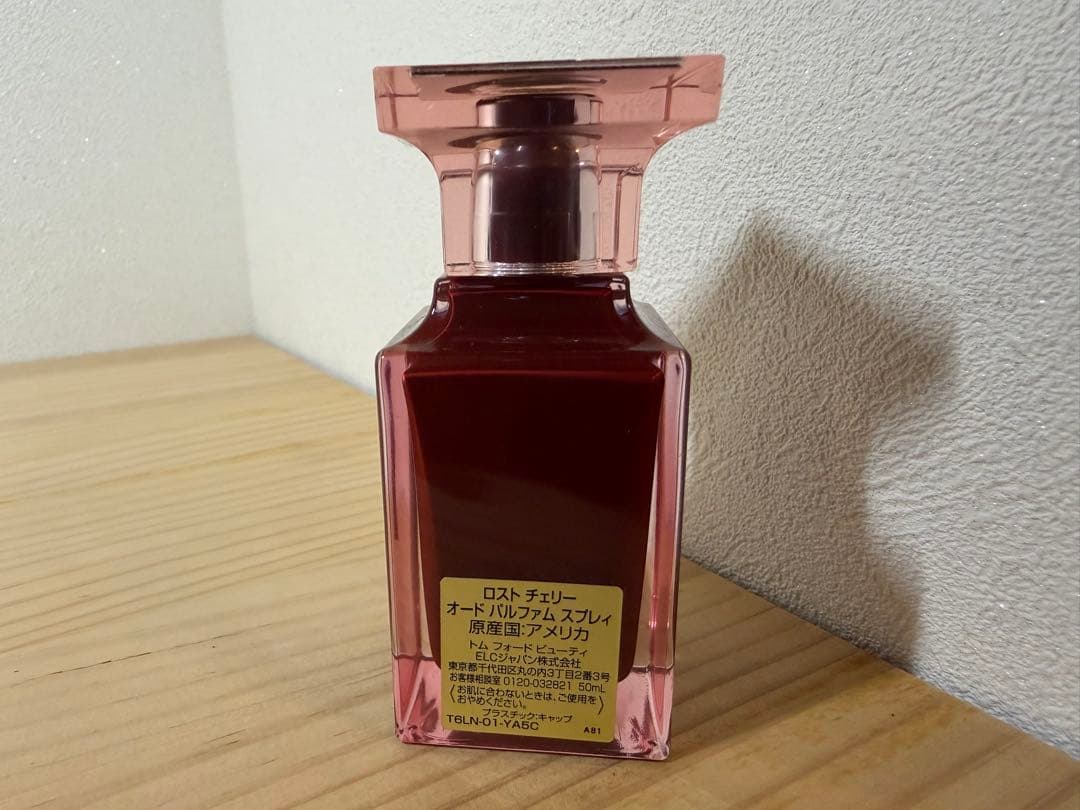 ロスト チェリー
オード パルファム スプレィ
原産国:アメリカ
トム フォード ビューティ
ELCジャパン株式会社
東京都千代田区丸の内3丁目2番3号
お客様相談室 0120-032821 50mL
〈お肌に合わないときは、ご使用を
おやめください。〉
プラスチック:キャップ
T6LN-01-YA5C A81